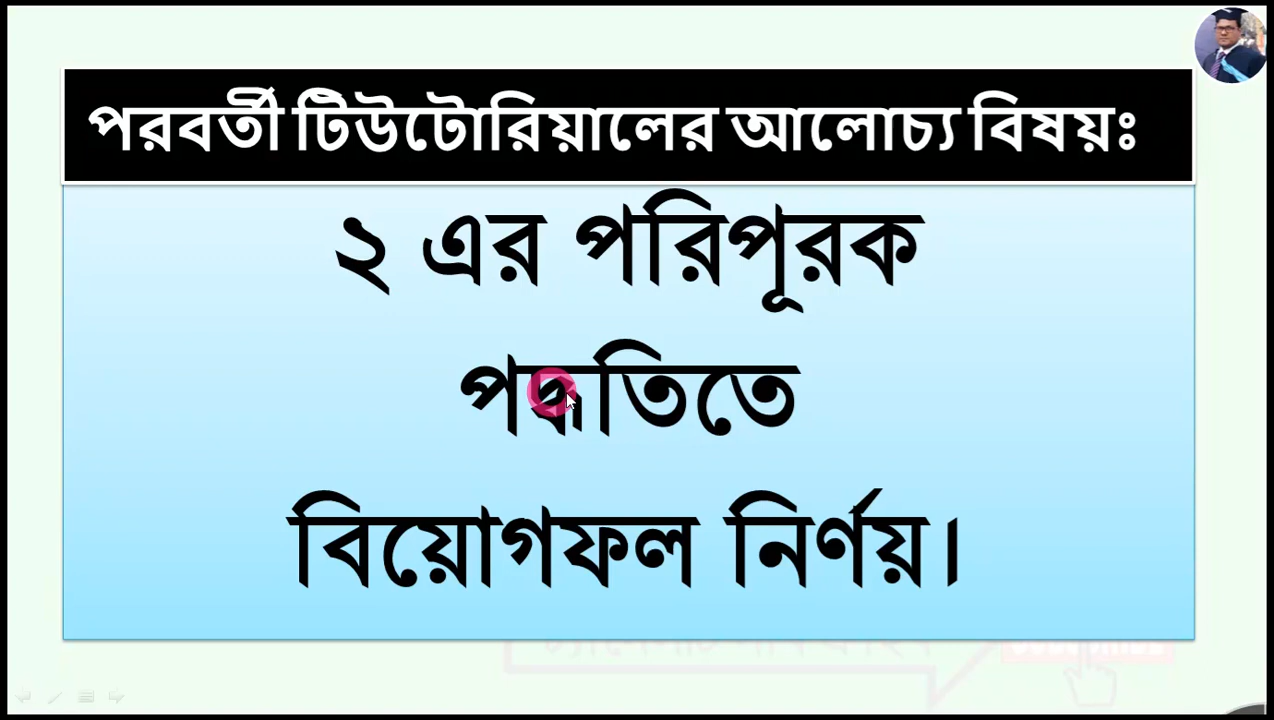 পরবর্তী টিউটোরিয়ালের আলোচ্য বিষয়ঃ
২ এর পরিপূরক
পদ্ধতিতে
বিয়োগফল নির্ণয়।